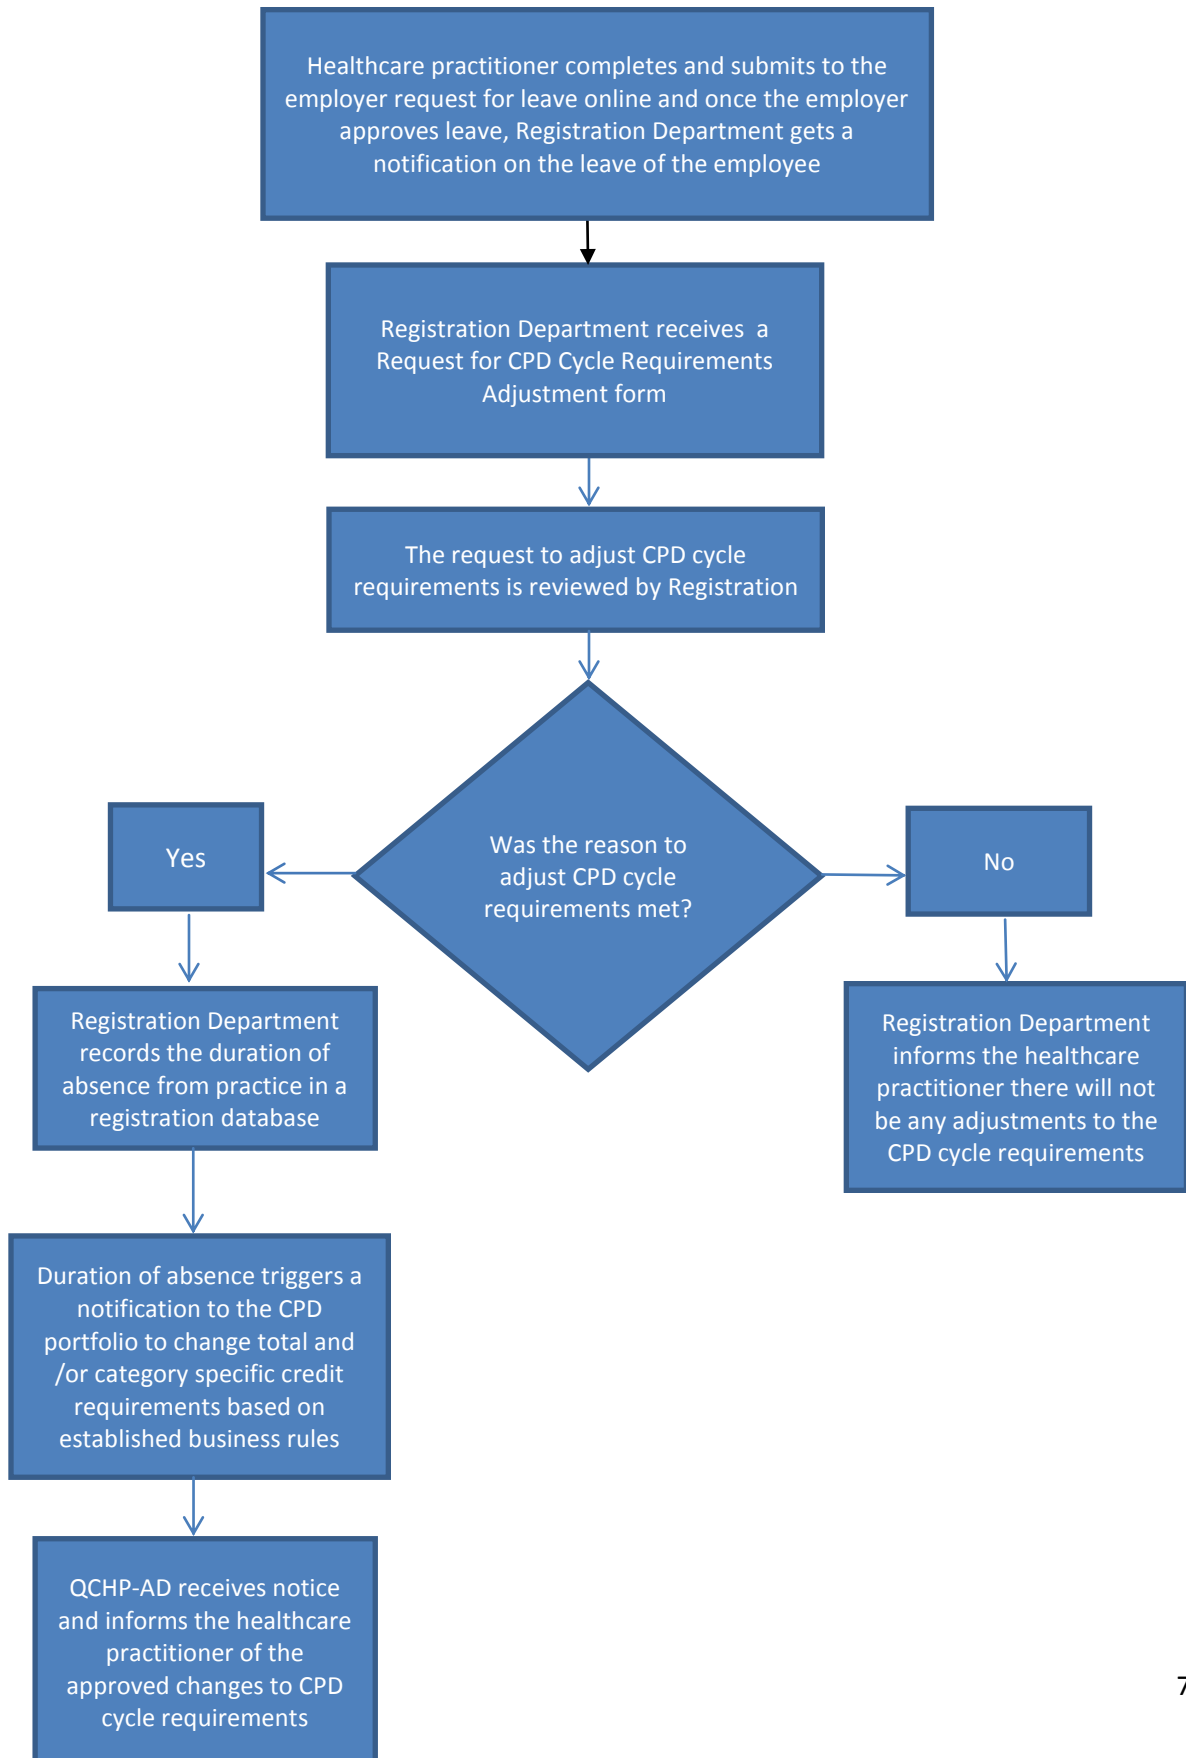 Healthcare practitioner completes and submits to the
employer request for leave online and once the employer
approves leave, Registration Department gets a
notification on the leave of the employee
Registration Department receives  a
Request for CPD Cycle Requirements
Adjustment form
The request to adjust CPD cycle
requirements is reviewed by Registration
Was the reason to
adjust CPD cycle
requirements met?
Yes
No
Registration Department
records the duration of
absence from practice in a
registration database
Registration Department
informs the healthcare
practitioner there will not
be any adjustments to the
CPD cycle requirements
Duration of absence triggers a
notification to the CPD
portfolio to change total and
/or category specific credit
requirements based on
established business rules
QCHP-AD receives notice
and informs the healthcare
practitioner of the
approved changes to CPD
cycle requirements
7